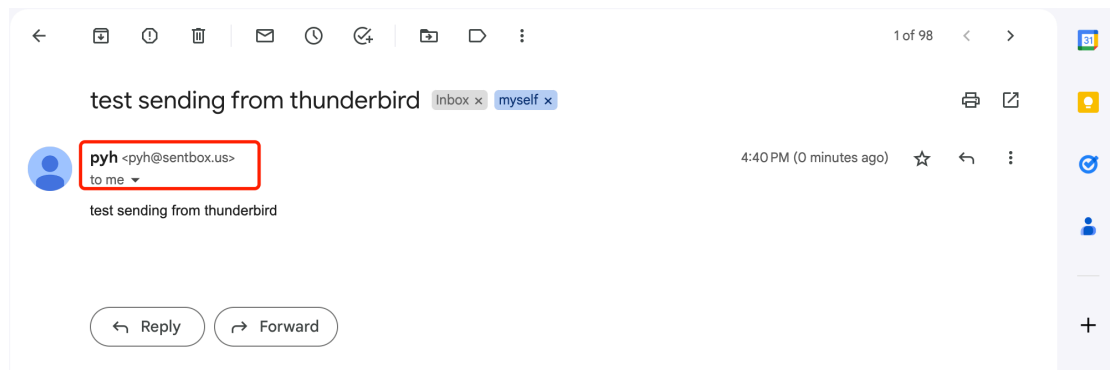 1 of 98
31
test sending from thunderbird Inbox × myself ×
pyh <pyh@sentbox.us> 4:40 PM (0 minutes ago)
to me
test sending from thunderbird
Reply Forward